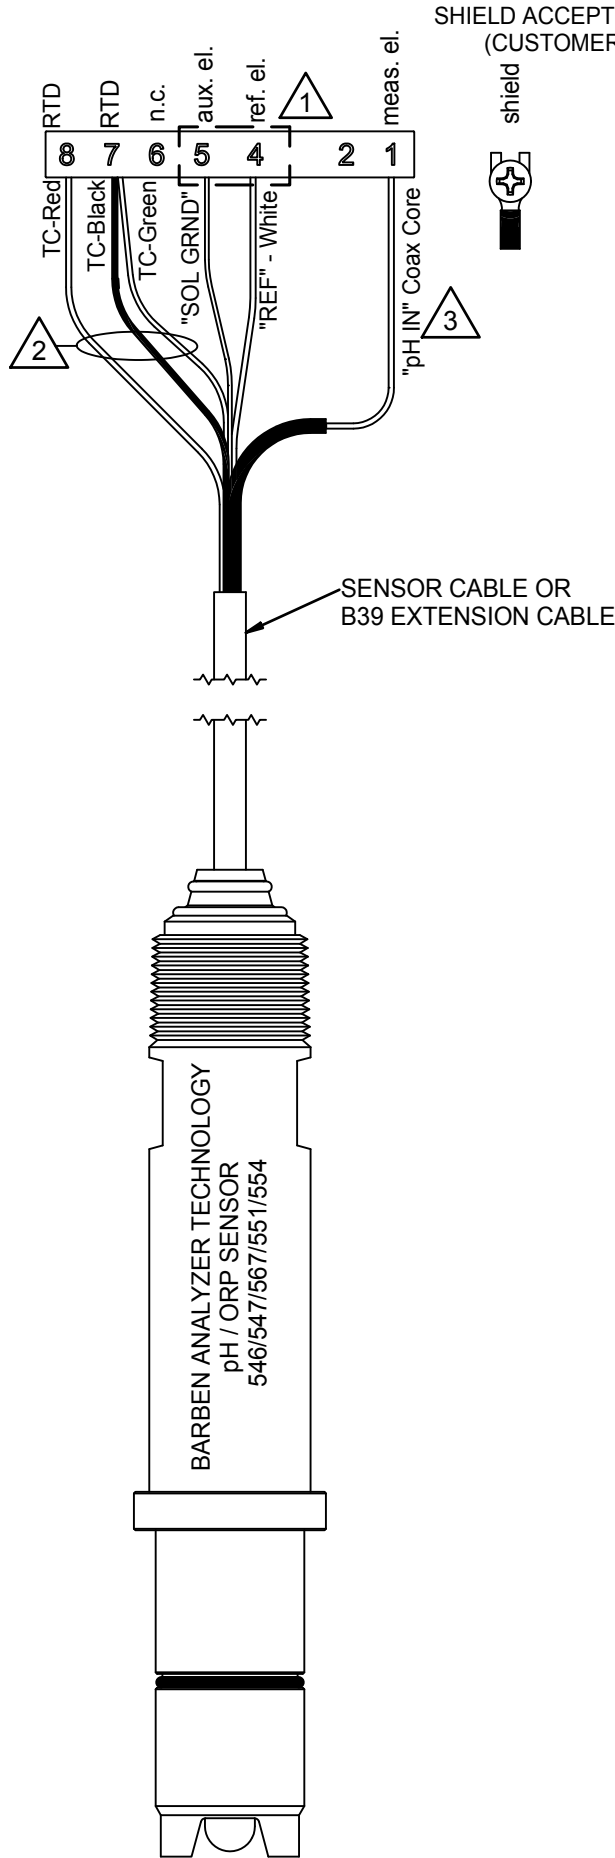 SHIELD ACCEPT
(CUSTOMER
shield
RTD
RTD
n.c.
aux. el.
ref. el.
1
meas. el.
8 7 6 5 4 2 1
TC-Red
TC-Black
TC-Green
"SOL GRND"
"REF" - White
"pH IN" Coax Core
2
3
SENSOR CABLE OR
B39 EXTENSION CABLE
BARBEN ANALYZER TECHNOLOGY
pH / ORP SENSOR
546/547/567/551/554